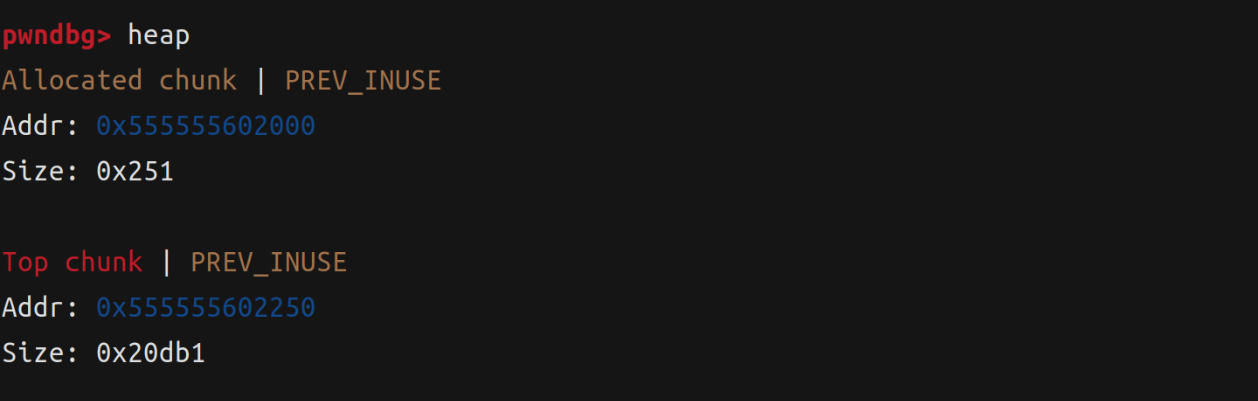 pwndbg> heap
Allocated chunk | PREV_INUSE
Addr: 0x555555602000
Size: 0x251
Top chunk | PREV_INUSE
Addr: 0x555555602250
Size: 0x20db1